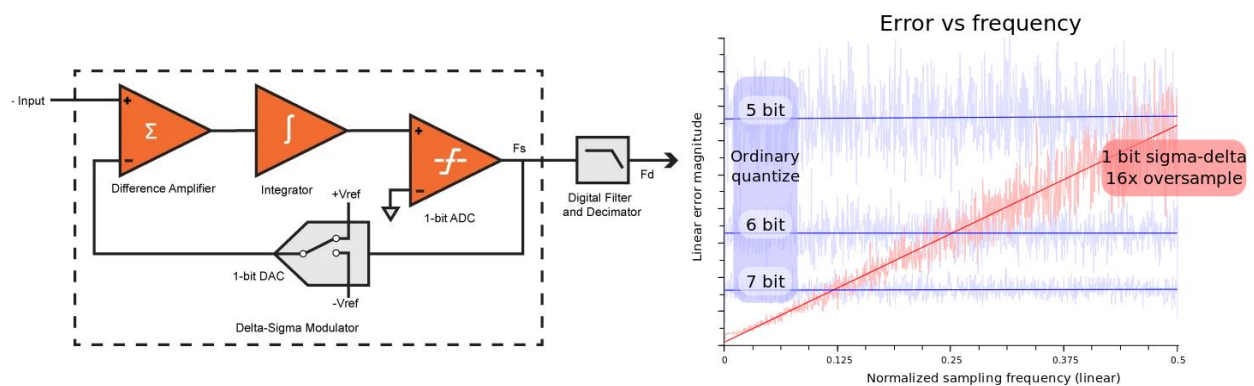 - Input
+
Σ
−
Difference Amplifier
∫
Integrator
+
−
1-bit ADC
Fs
Digital Filter
and Decimator
Fd
+Vref
1-bit DAC
-Vref
Delta-Sigma Modulator
Error vs frequency
Linear error magnitude
5 bit
Ordinary
quantize
6 bit
7 bit
1 bit sigma-delta
16x oversample
0
0.125
0.25
0.375
0.5
Normalized sampling frequency (linear)